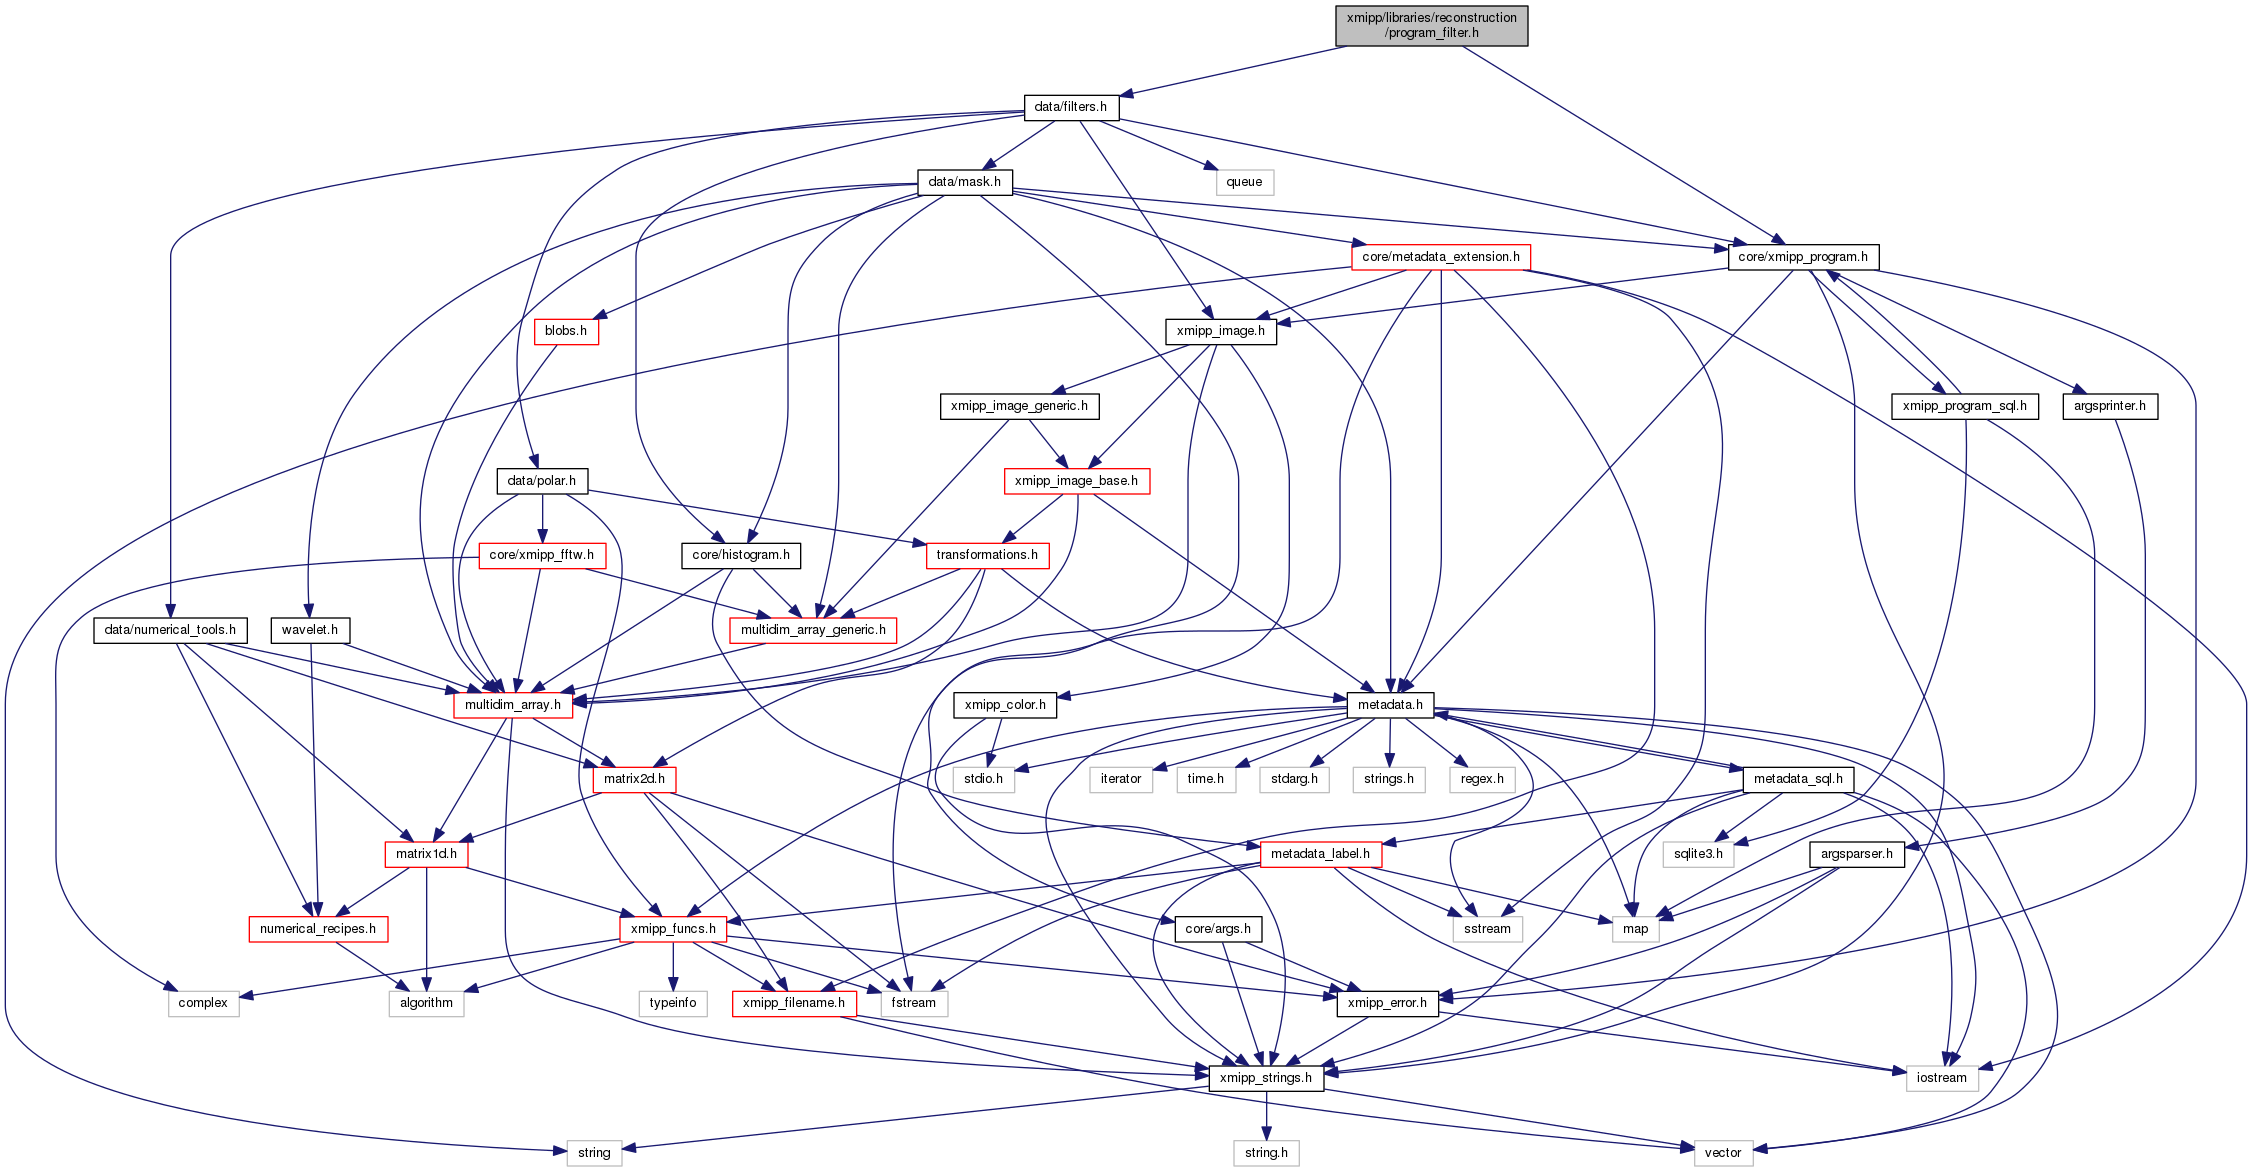 xmipp/libraries/reconstruction
/program_filter.h
data/filters.h
data/mask.h
queue
core/metadata_extension.h
core/xmipp_program.h
blobs.h
xmipp_image.h
xmipp_image_generic.h
xmipp_program_sql.h
argsprinter.h
data/polar.h
xmipp_image_base.h
core/xmipp_fftw.h
core/histogram.h
transformations.h
data/numerical_tools.h
wavelet.h
multidim_array_generic.h
multidim_array.h
xmipp_color.h
metadata.h
matrix2d.h
stdio.h
iterator
time.h
stdarg.h
strings.h
regex.h
metadata_sql.h
matrix1d.h
metadata_label.h
sqlite3.h
argsparser.h
numerical_recipes.h
xmipp_funcs.h
core/args.h
sstream
map
complex
algorithm
typeinfo
xmipp_filename.h
fstream
xmipp_error.h
xmipp_strings.h
iostream
string
string.h
vector